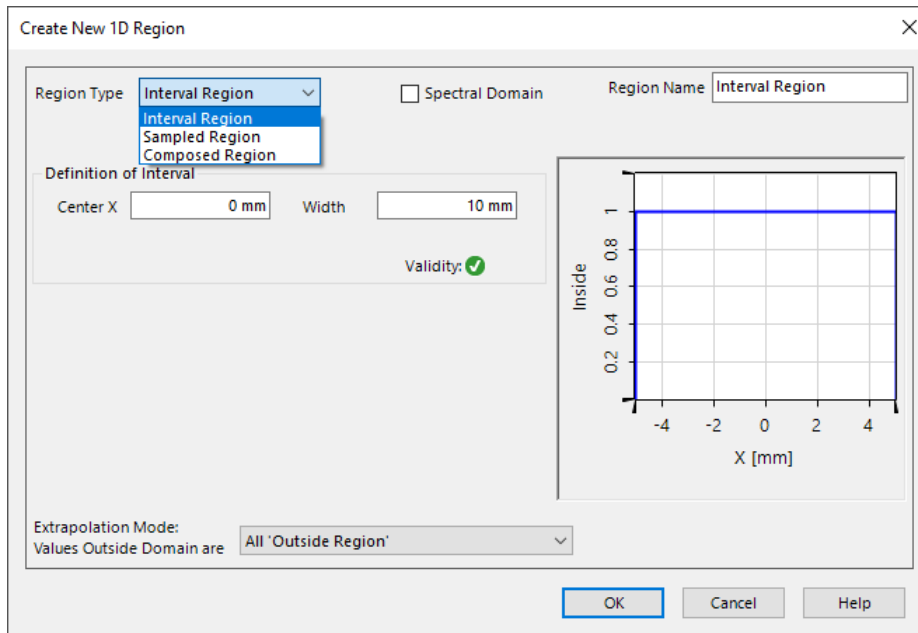 Create New 1D Region
Region Type Interval Region Spectral Domain Region Name Interval Region
Interval Region
Sampled Region
Composed Region
Definition of Interval
Center X 0 mm Width 10 mm
Validity:
Inside
1
0.8
0.6
0.4
0.2
-4 -2 0 2 4
X [mm]
Extrapolation Mode:
Values Outside Domain are All 'Outside Region'
OK Cancel Help